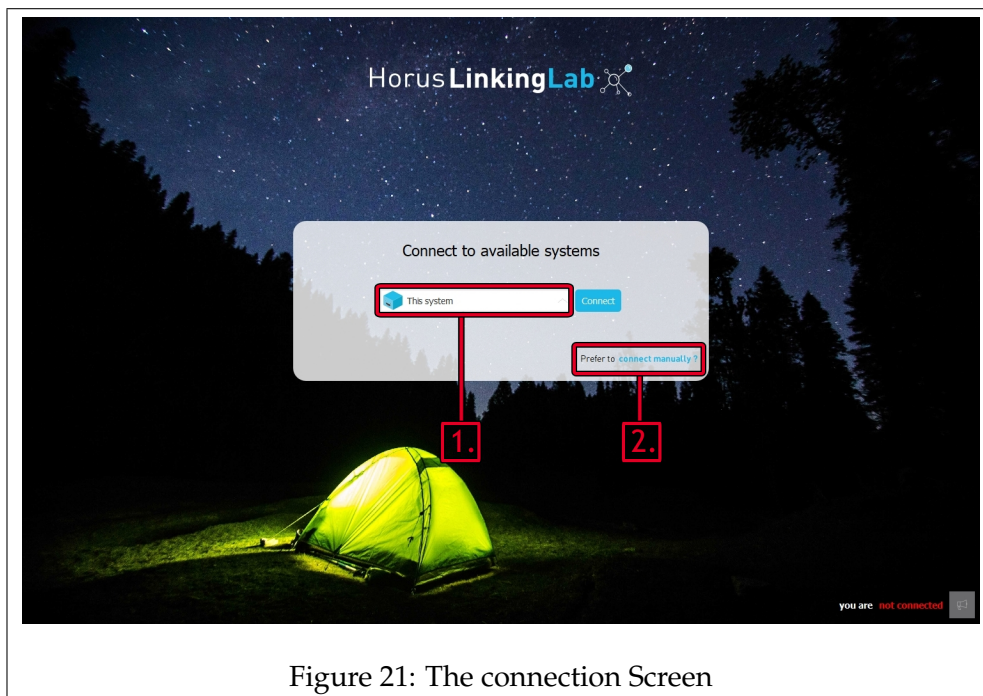 Horus LinkingLab
Connect to available systems
This system
Connect
Prefer to connect manually ?
1.
2.
you are not connected
Figure 21: The connection Screen